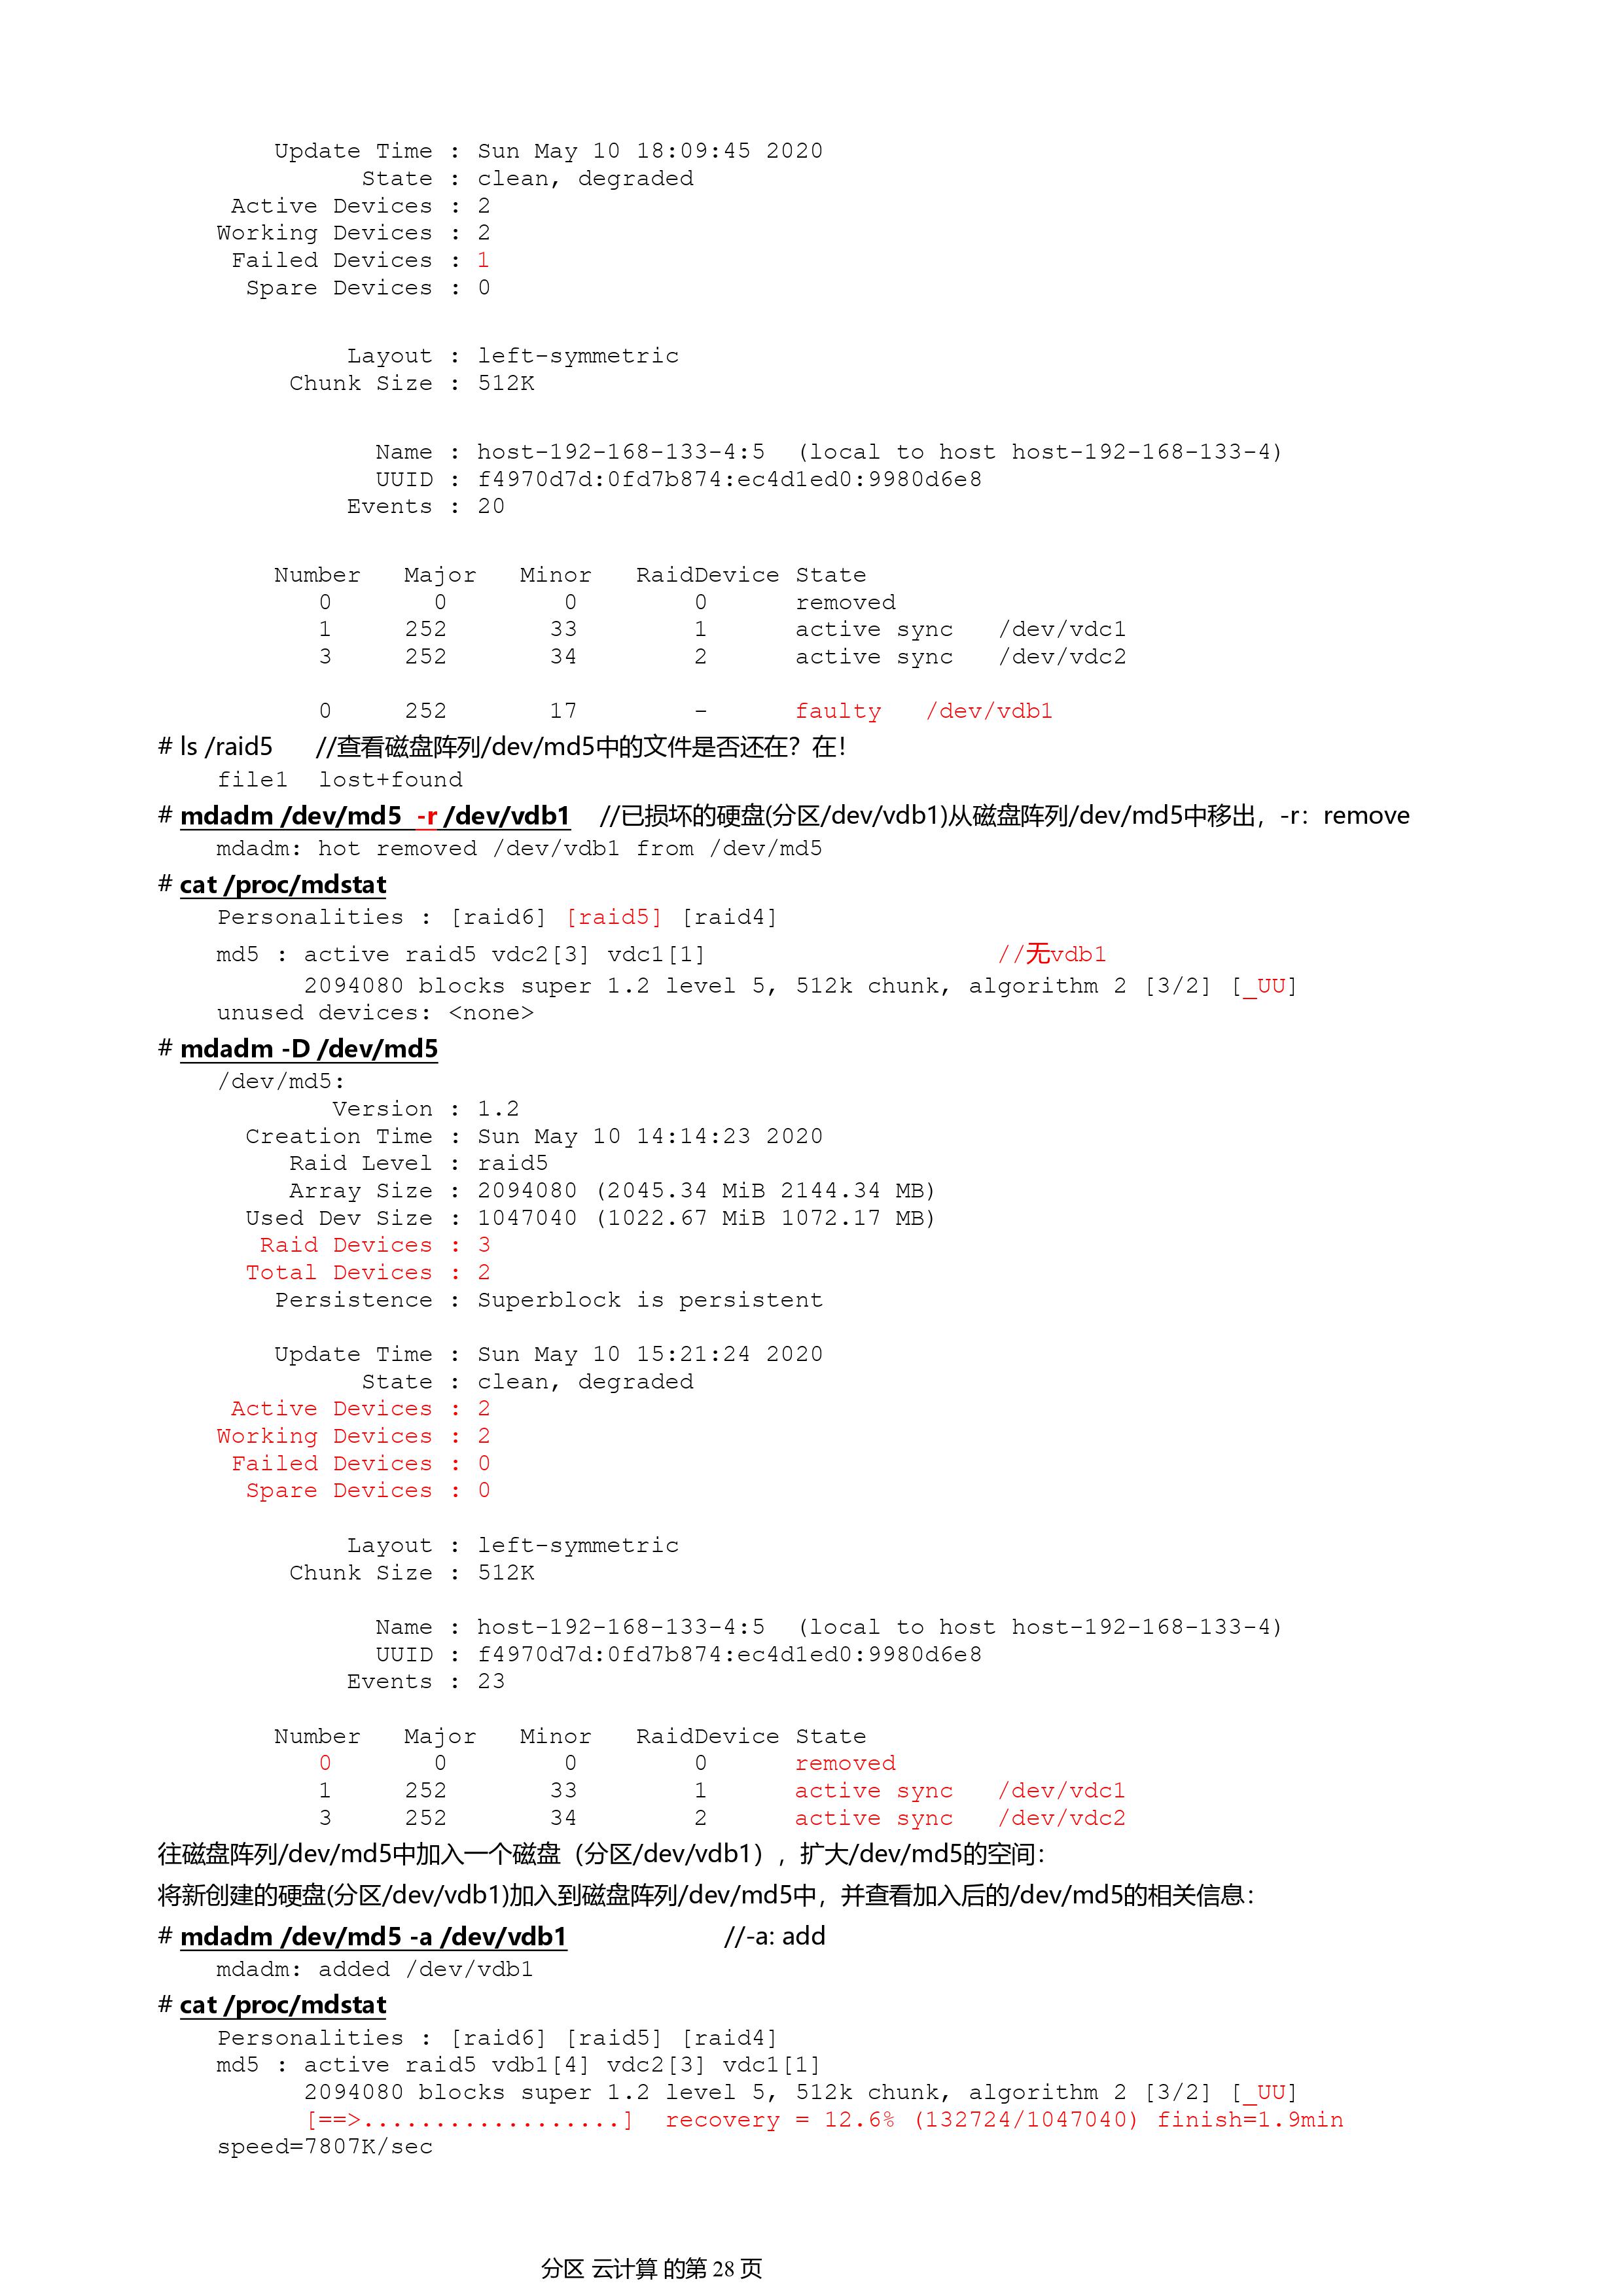 Update Time : Sun May 10 18:09:45 2020
State : clean, degraded
Active Devices : 2
Working Devices : 2
Failed Devices : 1
Spare Devices : 0
Layout : left-symmetric
Chunk Size : 512K
Name : host-192-168-133-4:5  (local to host host-192-168-133-4)
UUID : f4970d7d:0fd7b874:ec4d1ed0:9980d6e8
Events : 20
Number   Major   Minor   RaidDevice State
0       0        0        0      removed
1     252       33        1      active sync   /dev/vdc1
3     252       34        2      active sync   /dev/vdc2
0     252       17        -      faulty   /dev/vdb1
# ls /raid5      //查看磁盘阵列/dev/md5中的文件是否还在？在！
file1  lost+found
# mdadm /dev/md5  -r /dev/vdb1    //已损坏的硬盘(分区/dev/vdb1)从磁盘阵列/dev/md5中移出，-r：remove
mdadm: hot removed /dev/vdb1 from /dev/md5
# cat /proc/mdstat
Personalities : [raid6] [raid5] [raid4]
md5 : active raid5 vdc2[3] vdc1[1]                    //无vdb1
2094080 blocks super 1.2 level 5, 512k chunk, algorithm 2 [3/2] [_UU]
unused devices: <none>
# mdadm -D /dev/md5
/dev/md5:
Version : 1.2
Creation Time : Sun May 10 14:14:23 2020
Raid Level : raid5
Array Size : 2094080 (2045.34 MiB 2144.34 MB)
Used Dev Size : 1047040 (1022.67 MiB 1072.17 MB)
Raid Devices : 3
Total Devices : 2
Persistence : Superblock is persistent
Update Time : Sun May 10 15:21:24 2020
State : clean, degraded
Active Devices : 2
Working Devices : 2
Failed Devices : 0
Spare Devices : 0
Layout : left-symmetric
Chunk Size : 512K
Name : host-192-168-133-4:5  (local to host host-192-168-133-4)
UUID : f4970d7d:0fd7b874:ec4d1ed0:9980d6e8
Events : 23
Number   Major   Minor   RaidDevice State
0       0        0        0      removed
1     252       33        1      active sync   /dev/vdc1
3     252       34        2      active sync   /dev/vdc2
往磁盘阵列/dev/md5中加入一个磁盘（分区/dev/vdb1），扩大/dev/md5的空间：
将新创建的硬盘(分区/dev/vdb1)加入到磁盘阵列/dev/md5中，并查看加入后的/dev/md5的相关信息：
# mdadm /dev/md5 -a /dev/vdb1          //-a: add
mdadm: added /dev/vdb1
# cat /proc/mdstat
Personalities : [raid6] [raid5] [raid4]
md5 : active raid5 vdb1[4] vdc2[3] vdc1[1]
2094080 blocks super 1.2 level 5, 512k chunk, algorithm 2 [3/2] [_UU]
[==>..................]  recovery = 12.6% (132724/1047040) finish=1.9min
speed=7807K/sec
分区 云计算 的第 28 页